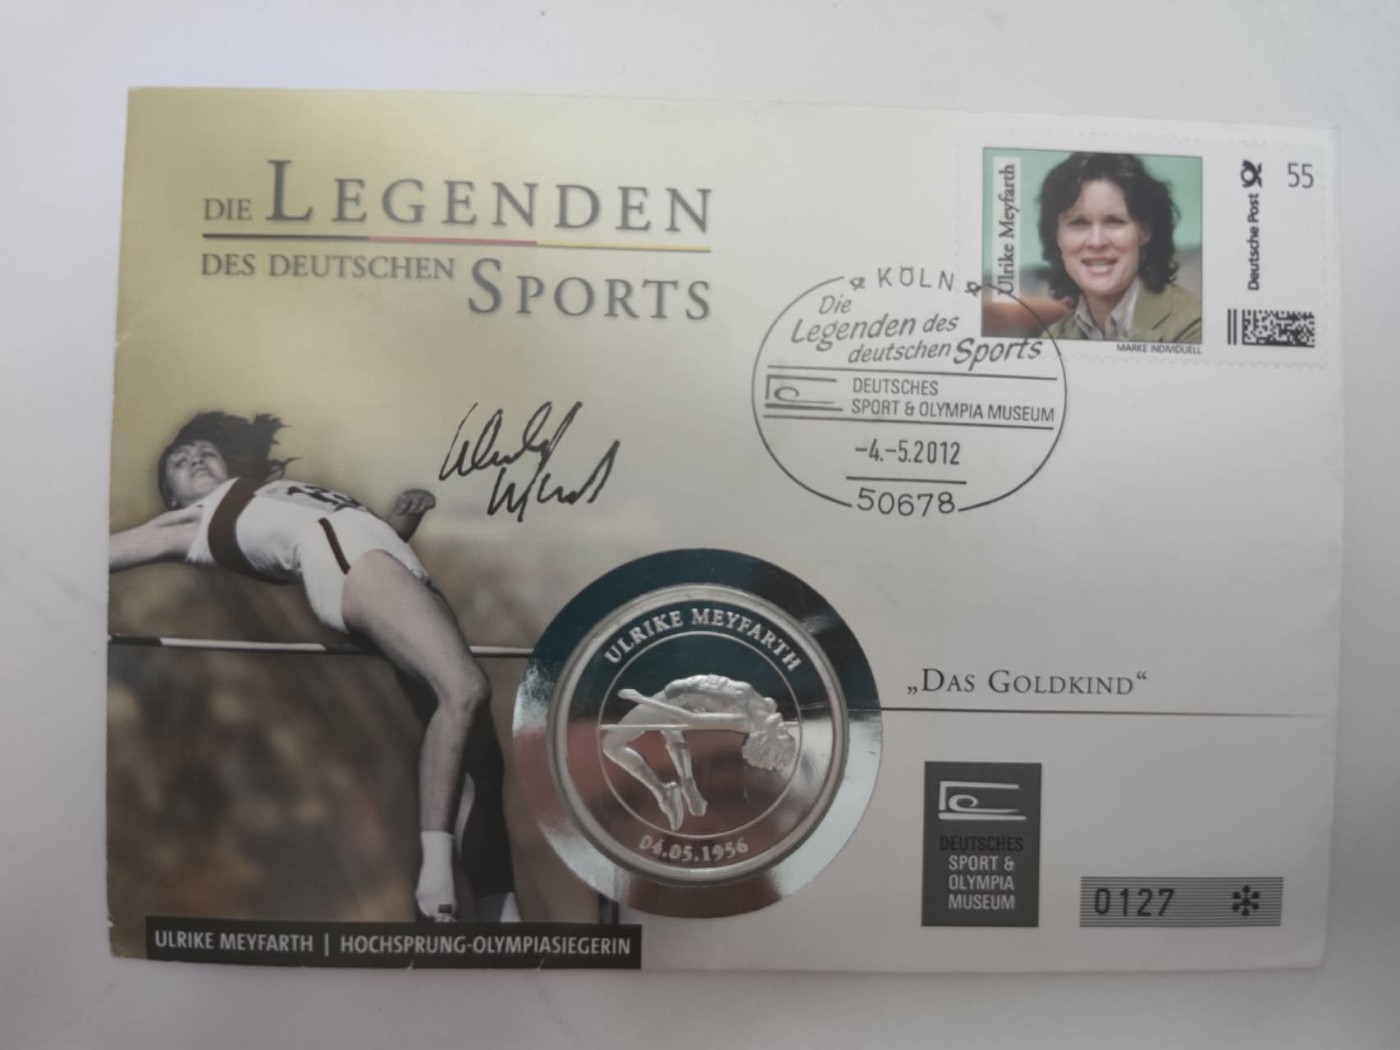 DIE LEGENDEN
DES DEUTSCHEN SPORTS
Ulrike Meyfarth
Deutsche Post
55
MARKE INDIVIDUELL
KÖLN
Die
Legenden des
deutschen Sports
DEUTSCHES
SPORT & OLYMPIA MUSEUM
-4.-5.2012
50678
ULRIKE MEYFARTH
04.05.1956
„DAS GOLDKIND“
DEUTSCHES
SPORT &
OLYMPIA
MUSEUM
0127 *
ULRIKE MEYFARTH | HOCHSPRUNG-OLYMPIASIEGERIN